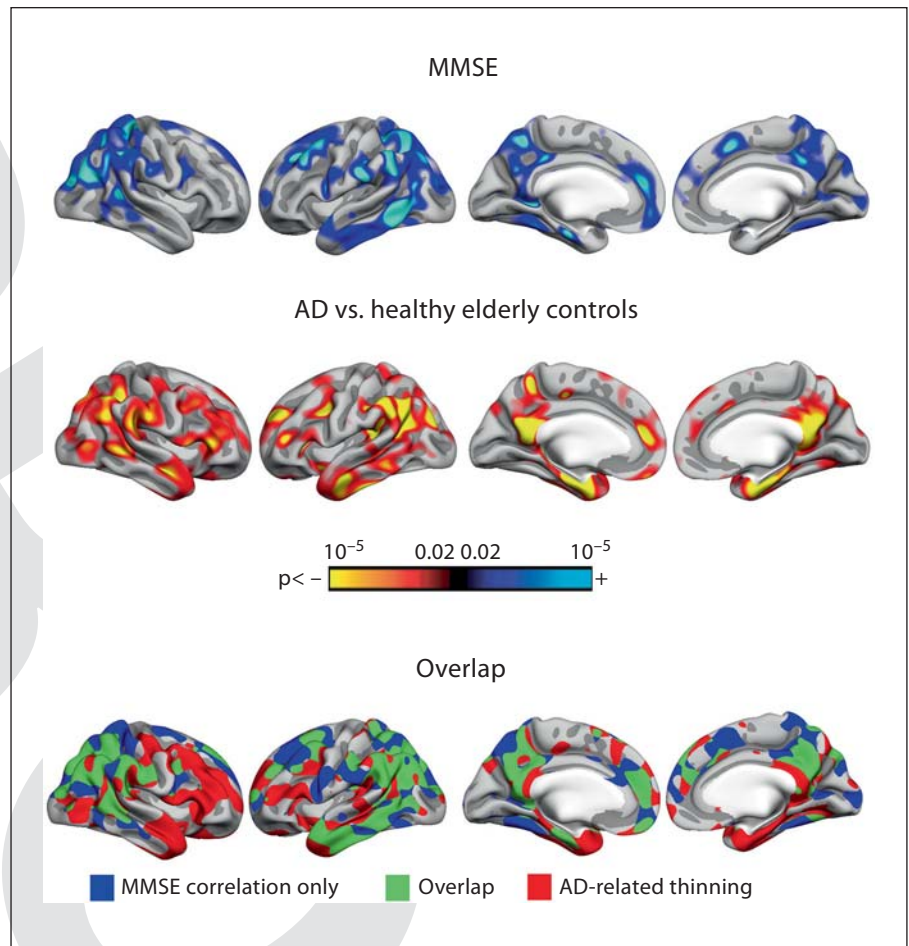 MMSE
AD vs. healthy elderly controls
10⁻⁵ 0.02 0.02 10⁻⁵
p< – +
Overlap
MMSE correlation only Overlap AD-related thinning